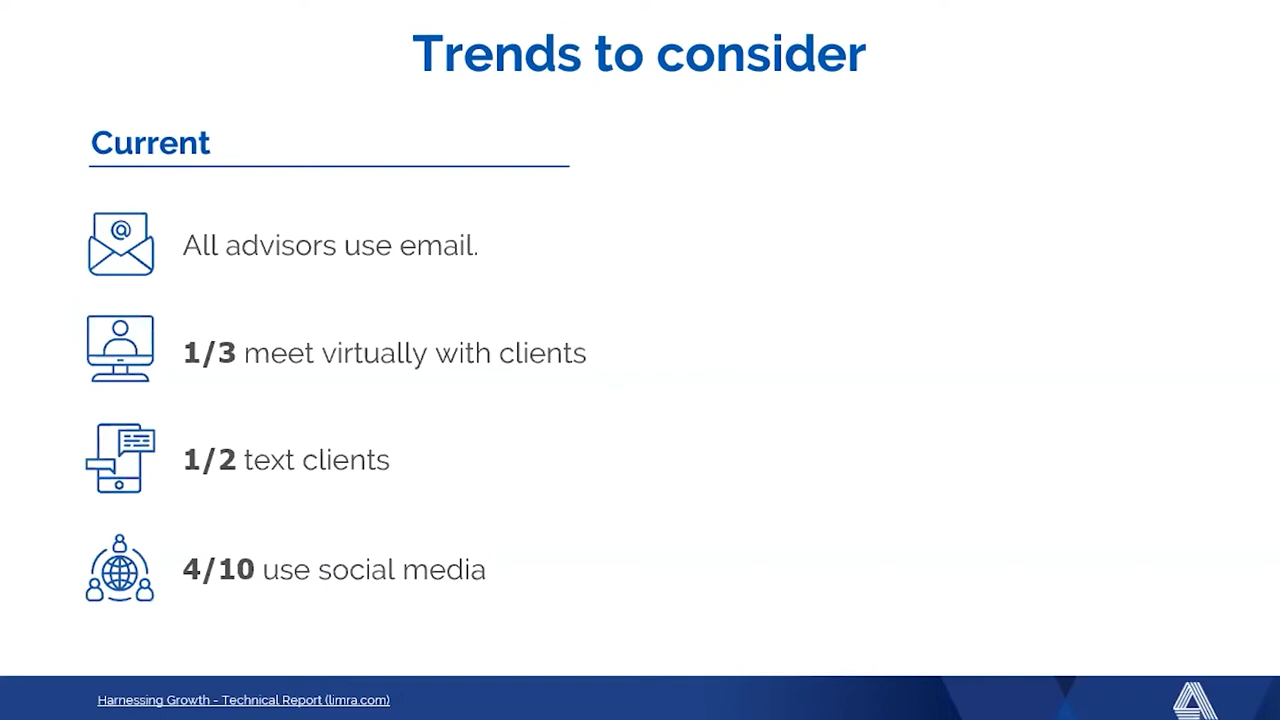 Trends to consider
Current
All advisors use email.
1/3 meet virtually with clients
1/2 text clients
4/10 use social media
Harnessing Growth - Technical Report (limra.com)